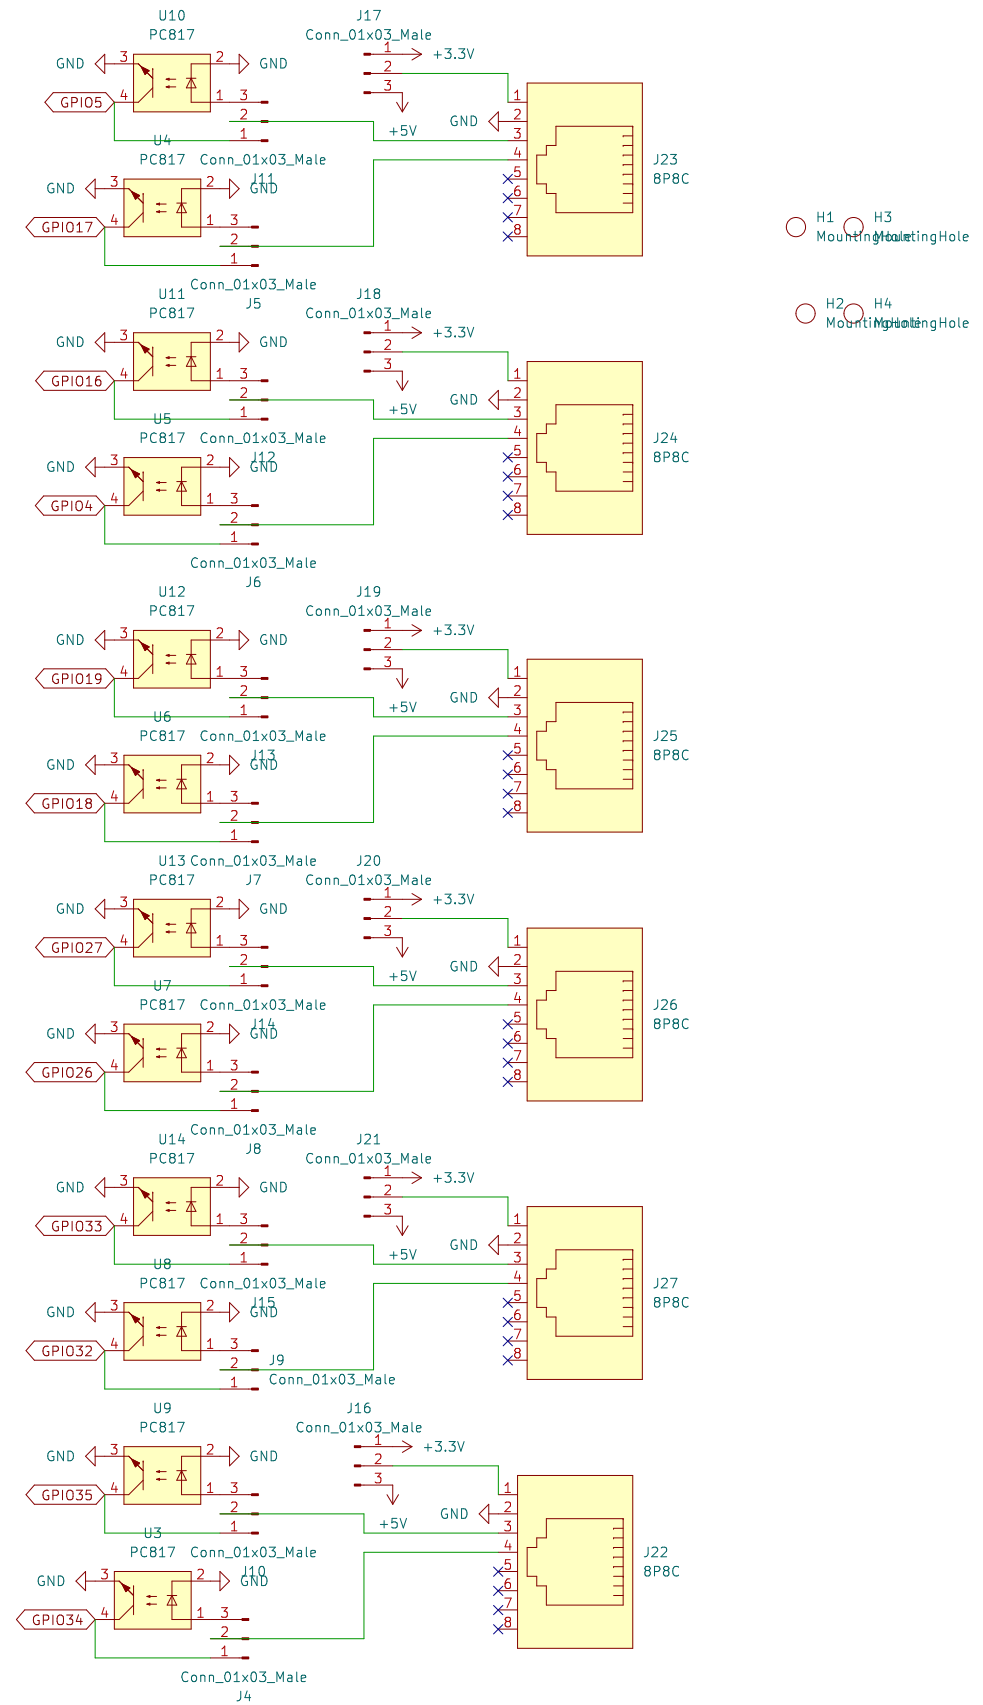 U10
PC817
GND
3
2
GND
GPIO5
4
1
3
2
1
J17
Conn_01x03_Male
1
+3.3V
2
3
+5V
U4
PC817
Conn_01x03_Male
J11
GND
3
2
GND
GPIO17
4
1
3
2
1
Conn_01x03_Male
J5
GND
1
2
3
4
5
6
7
8
J23
8P8C
H1
MountingHole
H3
MountingHole
H2
MountingHole
H4
MountingHole
U11
PC817
GND
3
2
GND
GPIO16
4
1
3
2
1
J18
Conn_01x03_Male
1
+3.3V
2
3
+5V
U5
PC817
Conn_01x03_Male
J12
GND
3
2
GND
GPIO4
4
1
3
2
1
Conn_01x03_Male
J6
GND
1
2
3
4
5
6
7
8
J24
8P8C
U12
PC817
GND
3
2
GND
GPIO19
4
1
3
2
1
J19
Conn_01x03_Male
1
+3.3V
2
3
+5V
U6
PC817
Conn_01x03_Male
J13
GND
3
2
GND
GPIO18
4
1
3
2
1
Conn_01x03_Male
J7
GND
1
2
3
4
5
6
7
8
J25
8P8C
U13
PC817
GND
3
2
GND
GPIO27
4
1
3
2
1
J20
Conn_01x03_Male
1
+3.3V
2
3
+5V
U7
PC817
Conn_01x03_Male
J14
GND
3
2
GND
GPIO26
4
1
3
2
1
Conn_01x03_Male
J8
GND
1
2
3
4
5
6
7
8
J26
8P8C
U14
PC817
GND
3
2
GND
GPIO33
4
1
3
2
1
J21
Conn_01x03_Male
1
+3.3V
2
3
+5V
U8
PC817
Conn_01x03_Male
J15
GND
3
2
GND
GPIO32
4
1
3
2
1
J9
Conn_01x03_Male
GND
1
2
3
4
5
6
7
8
J27
8P8C
U9
PC817
GND
3
2
GND
GPIO35
4
1
3
2
1
J16
Conn_01x03_Male
1
+3.3V
2
3
+5V
U3
PC817
Conn_01x03_Male
J10
GND
3
2
GND
GPIO34
4
1
3
2
1
Conn_01x03_Male
J4
GND
1
2
3
4
5
6
7
8
J22
8P8C